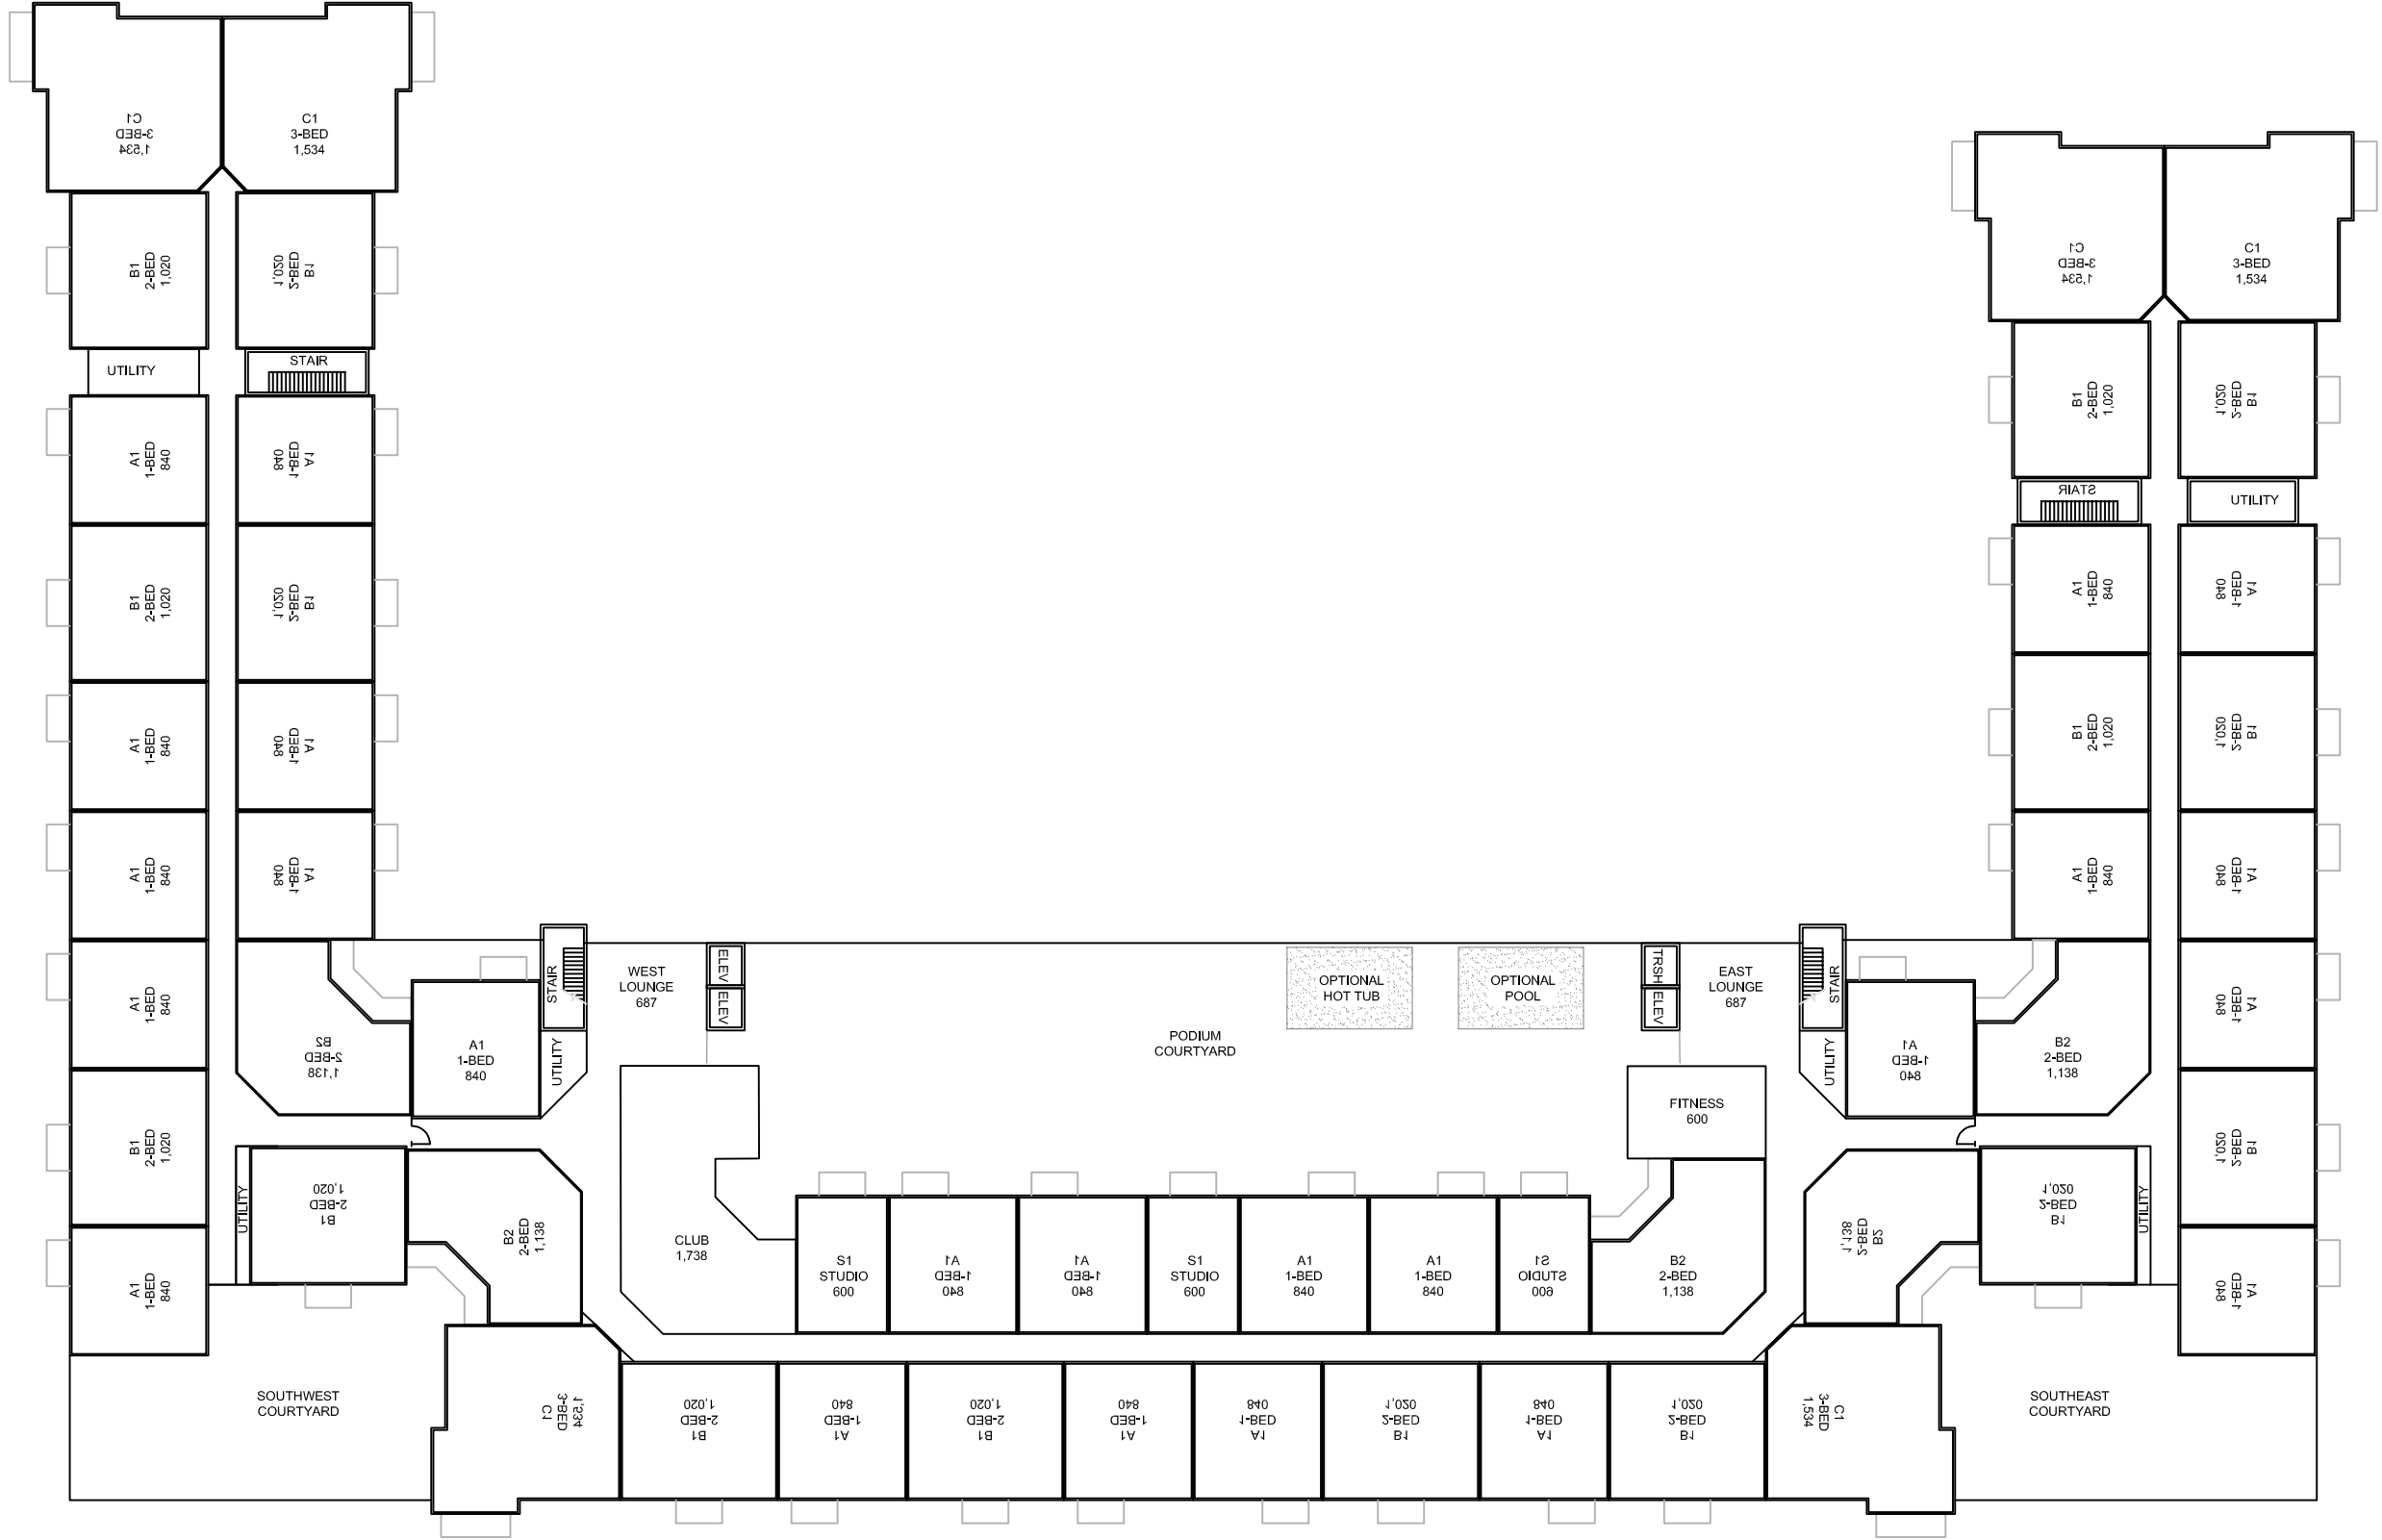 C1
3-BED
1,534
C1
3-BED
1,534
B1
2-BED
1,020
B1
2-BED
1,020
UTILITY
STAIR
A1
1-BED
840
A1
1-BED
840
B1
2-BED
1,020
B1
2-BED
1,020
A1
1-BED
840
A1
1-BED
840
A1
1-BED
840
A1
1-BED
840
A1
1-BED
840
B2
2-BED
1,138
A1
1-BED
840
STAIR
UTILITY
B1
2-BED
1,020
UTILITY
B1
2-BED
1,020
B2
2-BED
1,138
A1
1-BED
840
SOUTHWEST
COURTYARD
C1
3-BED
1,534
WEST
LOUNGE
687
ELEV
ELEV
CLUB
1,738
PODIUM
COURTYARD
OPTIONAL
HOT TUB
OPTIONAL
POOL
TRSH
ELEV
EAST
LOUNGE
687
FITNESS
600
S1
STUDIO
600
A1
1-BED
840
A1
1-BED
840
S1
STUDIO
600
A1
1-BED
840
A1
1-BED
840
S1
STUDIO
600
B2
2-BED
1,138
B1
2-BED
1,020
A1
1-BED
840
B1
2-BED
1,020
A1
1-BED
840
A1
1-BED
840
B1
2-BED
1,020
A1
1-BED
840
B1
2-BED
1,020
C1
3-BED
1,534
SOUTHEAST
COURTYARD
C1
3-BED
1,534
C1
3-BED
1,534
B1
2-BED
1,020
B1
2-BED
1,020
STAIR
UTILITY
A1
1-BED
840
A1
1-BED
840
B1
2-BED
1,020
B1
2-BED
1,020
A1
1-BED
840
A1
1-BED
840
STAIR
UTILITY
A1
1-BED
840
B2
2-BED
1,138
A1
1-BED
840
B2
2-BED
1,138
B1
2-BED
1,020
UTILITY
B1
2-BED
1,020
A1
1-BED
840